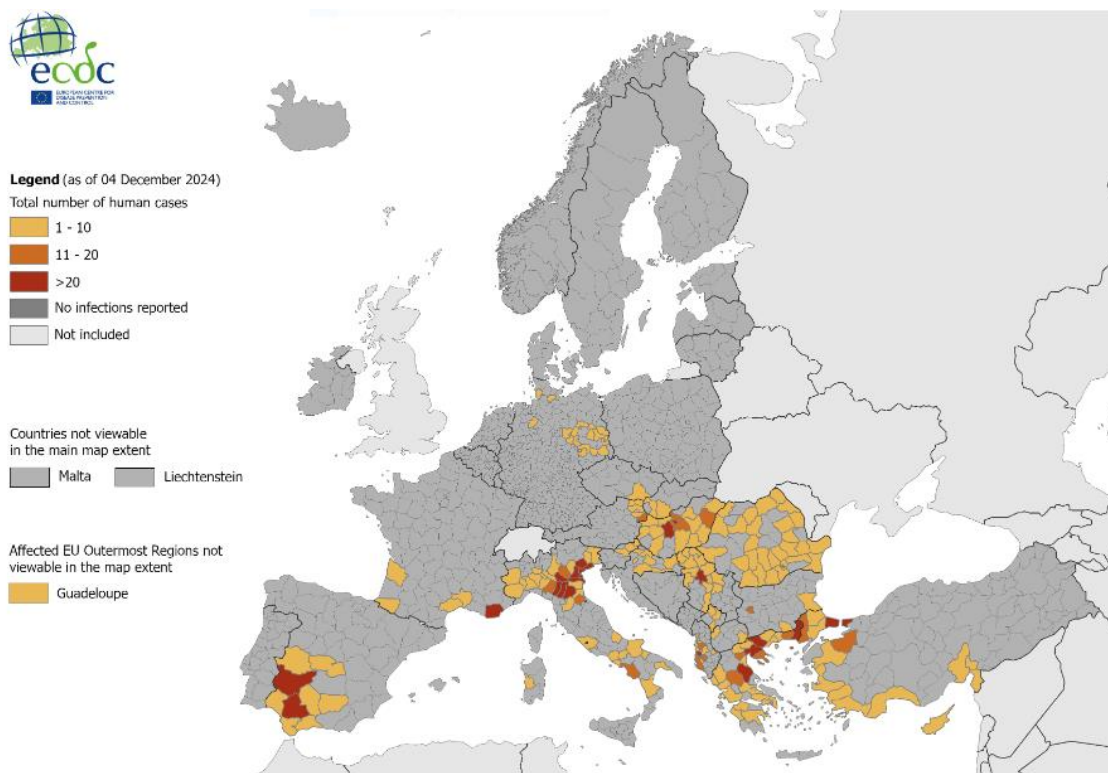 ecdc
EUROPEAN CENTRE FOR
DISEASE PREVENTION
AND CONTROL
Legend (as of 04 December 2024)
Total number of human cases
1 - 10
11 - 20
>20
No infections reported
Not included
Countries not viewable
in the main map extent
Malta
Liechtenstein
Affected EU Outermost Regions not
viewable in the map extent
Guadeloupe